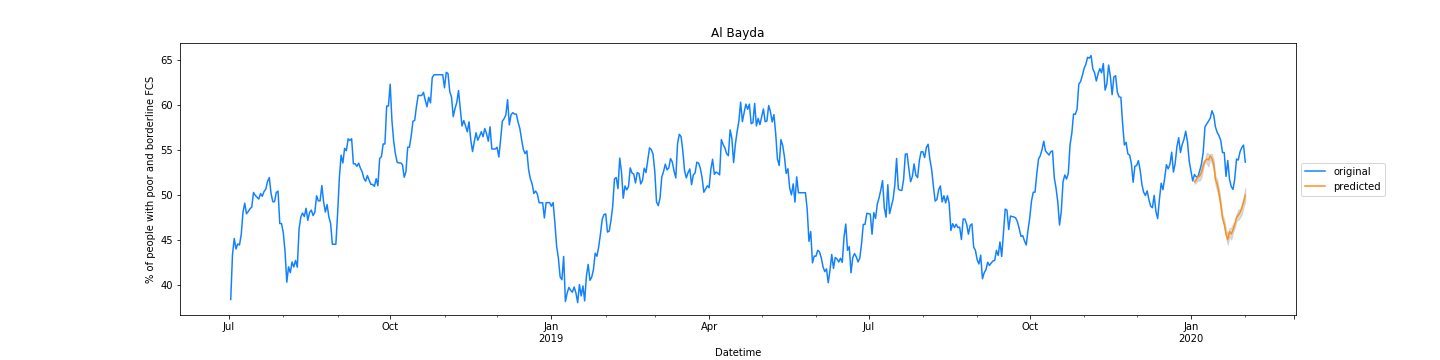 Al Bayda
% of people with poor and borderline FCS
65
60
55
50
45
40
Jul
Oct
Jan
2019
Apr
Jul
Oct
Jan
2020
Datetime
original
predicted